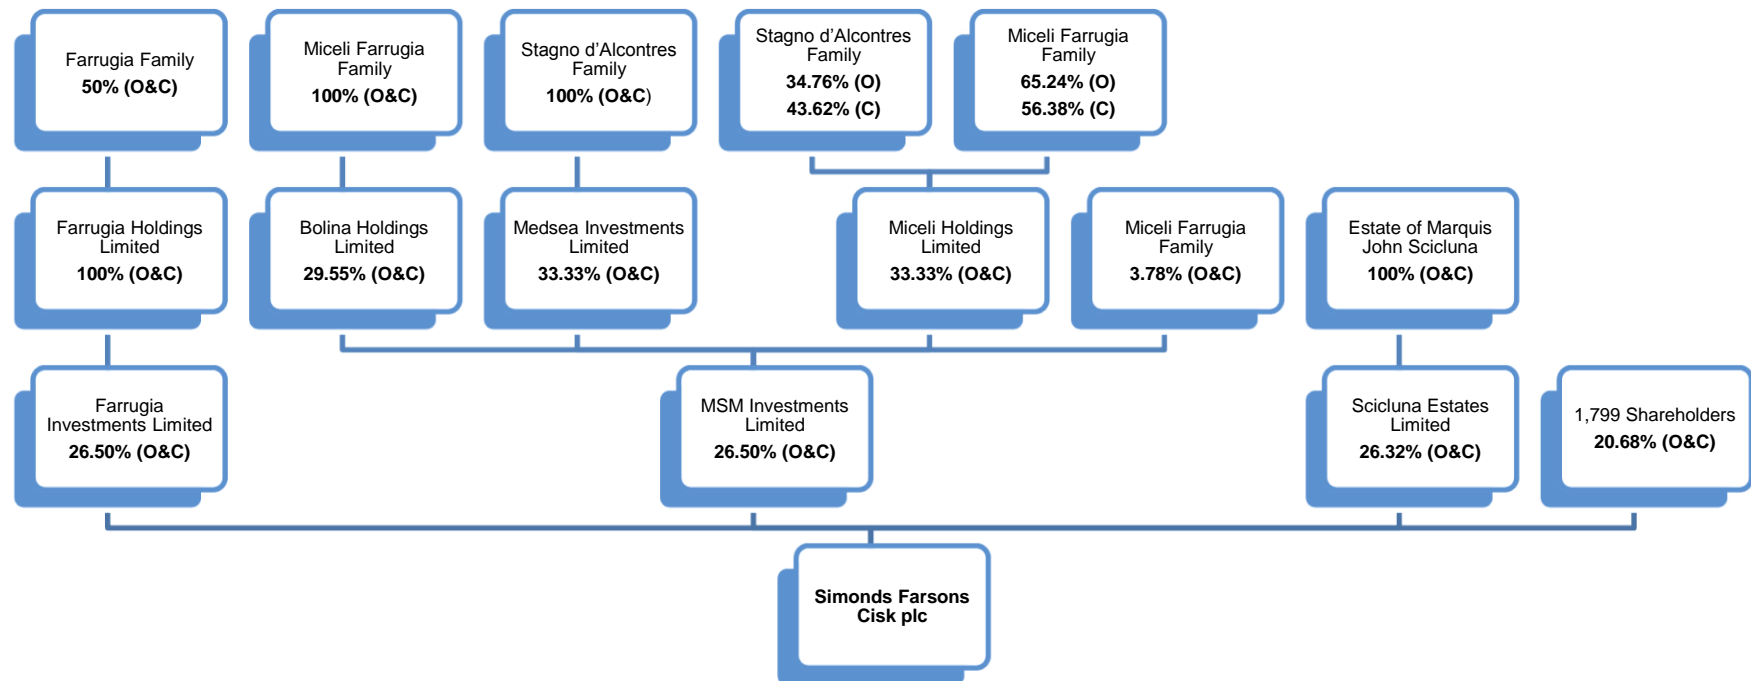 Farrugia Family
50% (O&C)
Miceli Farrugia
Family
100% (O&C)
Stagno d’Alcontres
Family
100% (O&C)
Stagno d’Alcontres
Family
34.76% (O)
43.62% (C)
Miceli Farrugia
Family
65.24% (O)
56.38% (C)
Farrugia Holdings
Limited
100% (O&C)
Bolina Holdings
Limited
29.55% (O&C)
Medsea Investments
Limited
33.33% (O&C)
Miceli Holdings
Limited
33.33% (O&C)
Miceli Farrugia
Family
3.78% (O&C)
Estate of Marquis
John Scicluna
100% (O&C)
Farrugia
Investments Limited
26.50% (O&C)
MSM Investments
Limited
26.50% (O&C)
Scicluna Estates
Limited
26.32% (O&C)
1,799 Shareholders
20.68% (O&C)
Simonds Farsons
Cisk plc